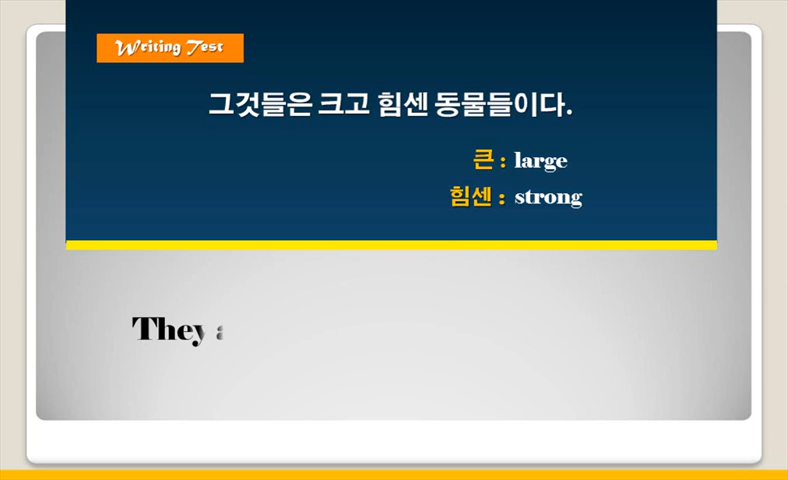 Writing Test
그것들은 크고 힘센 동물들이다.
큰 : large
힘센 : strong
They a